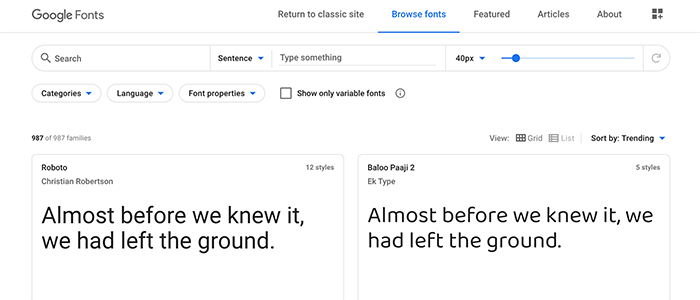 Google Fonts Return to classic site Browse fonts Featured Articles About
Search Sentence Type something 40px
Categories Language Font properties Show only variable fonts
987 of 987 families View: Grid List Sort by: Trending
Roboto 12 styles
Christian Robertson
Almost before we knew it,
we had left the ground.
Baloo Paaji 2 5 styles
Ek Type
Almost before we knew it, we
had left the ground.